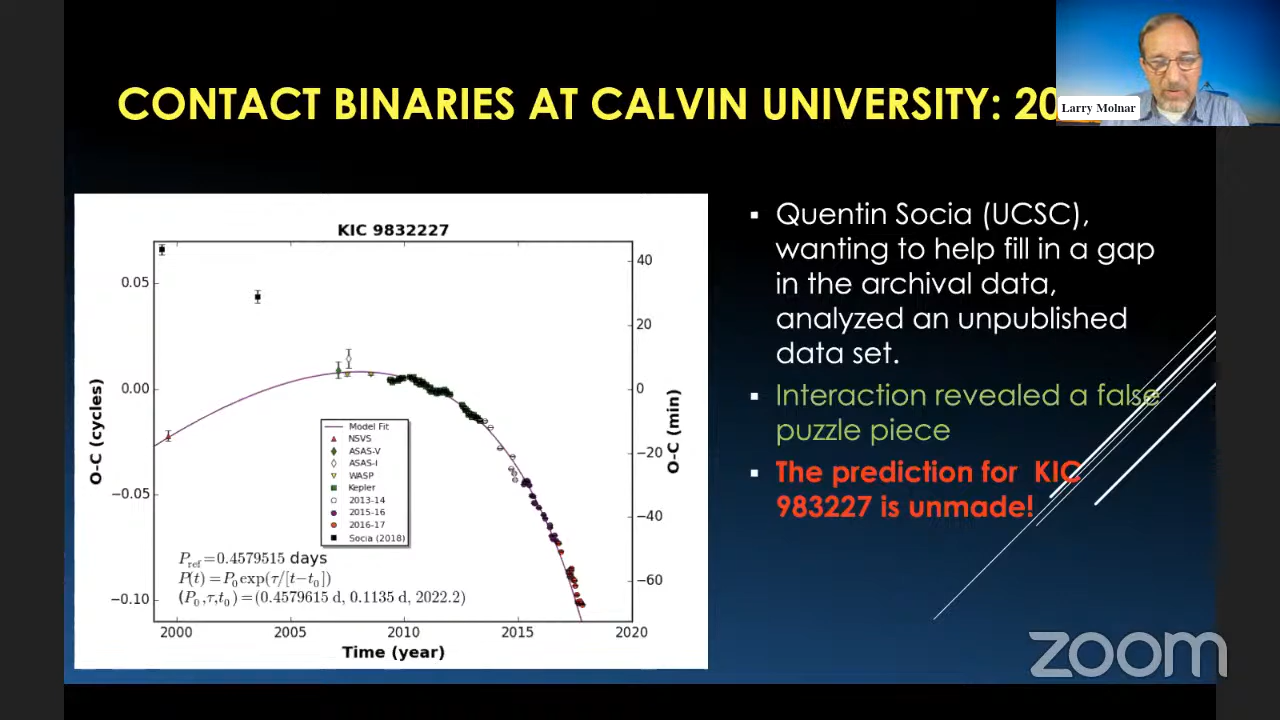 CONTACT BINARIES AT CALVIN UNIVERSITY: 20
Larry Molnar
KIC 9832227
O-C (cycles)
0.05
0.00
−0.05
−0.10
40
20
0
−20
−40
−60
O-C (min)
Model Fit
NSVS
ASAS-V
ASAS-I
WASP
Kepler
2013-14
2015-16
2016-17
Socia (2018)
P_ref=0.4579515 days
P(t)=P_0 exp(τ/[t−t_0])
(P_0,τ,t_0)=(0.4579615 d, 0.1135 d, 2022.2)
2000 2005 2010 2015 2020
Time (year)
▪ Quentin Socia (UCSC),
wanting to help fill in a gap
in the archival data,
analyzed an unpublished
data set.
▪ Interaction revealed a false
puzzle piece
▪ The prediction for KIC
983227 is unmade!
zoom